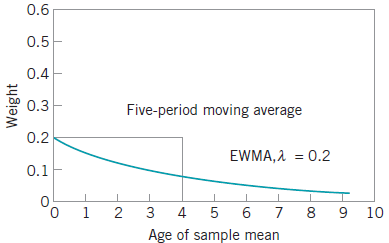 0.6
0.5
0.4
0.3
0.2
0.1
0
Weight
Five-period moving average
EWMA, λ = 0.2
0 1 2 3 4 5 6 7 8 9 10
Age of sample mean